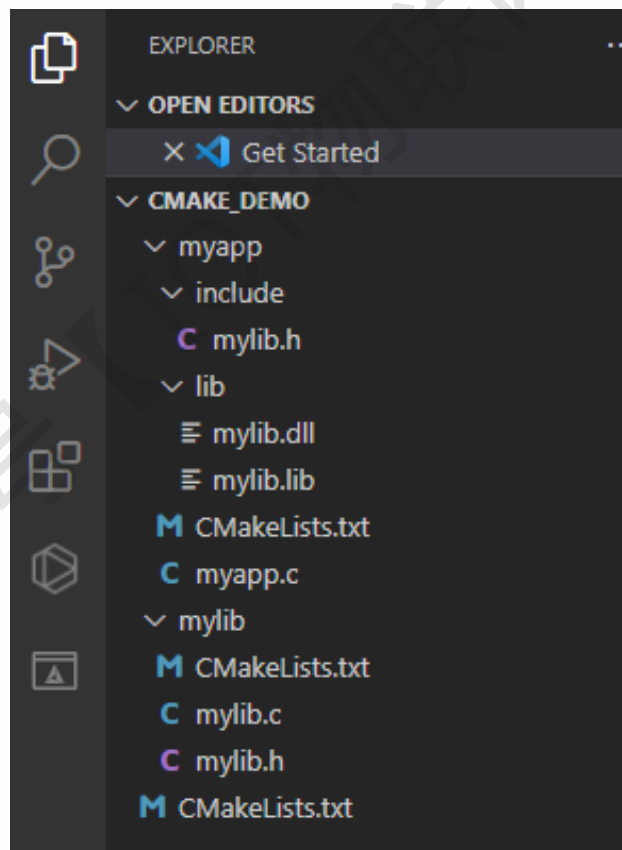 EXPLORER
OPEN EDITORS
Get Started
CMAKE_DEMO
myapp
include
C mylib.h
lib
mylib.dll
mylib.lib
M CMakeLists.txt
C myapp.c
mylib
M CMakeLists.txt
C mylib.c
C mylib.h
M CMakeLists.txt